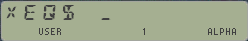 XEQ$ _
USER 1 ALPHA